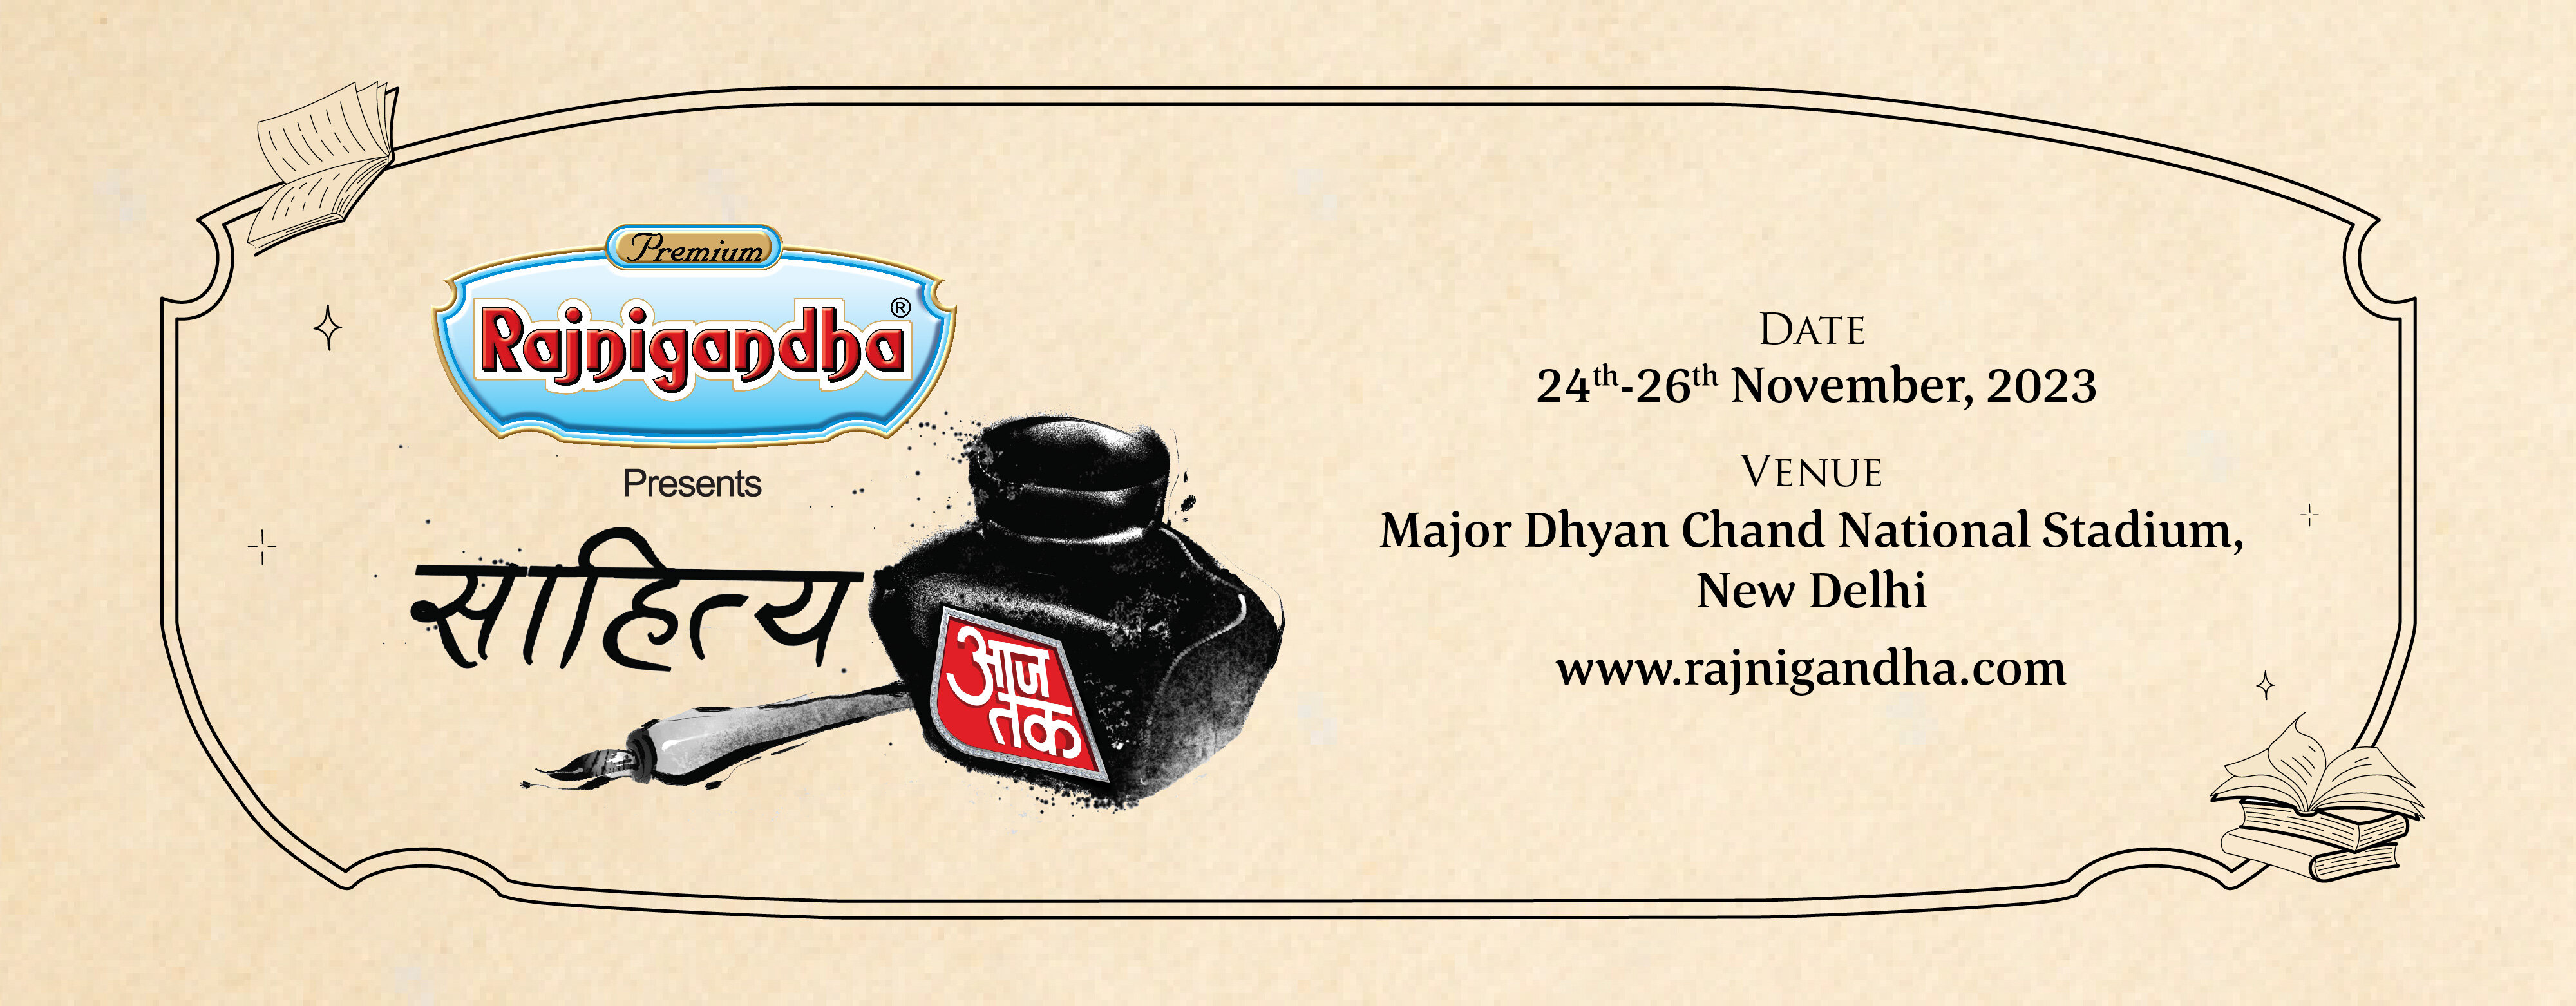 Premium
Rajnigandha®
Presents
साहित्य
आज
तक
DATE
24th-26th November, 2023
VENUE
Major Dhyan Chand National Stadium,
New Delhi
www.rajnigandha.com